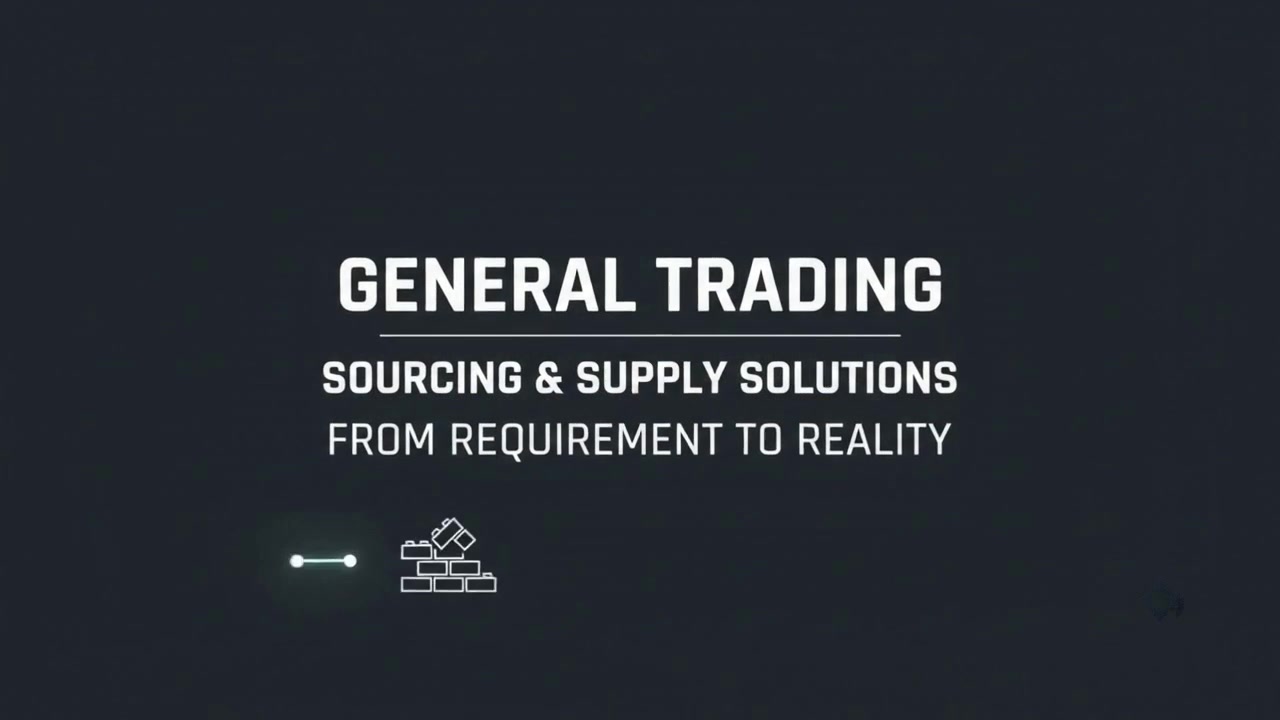 GENERAL TRADING
SOURCING & SUPPLY SOLUTIONS
FROM REQUIREMENT TO REALITY